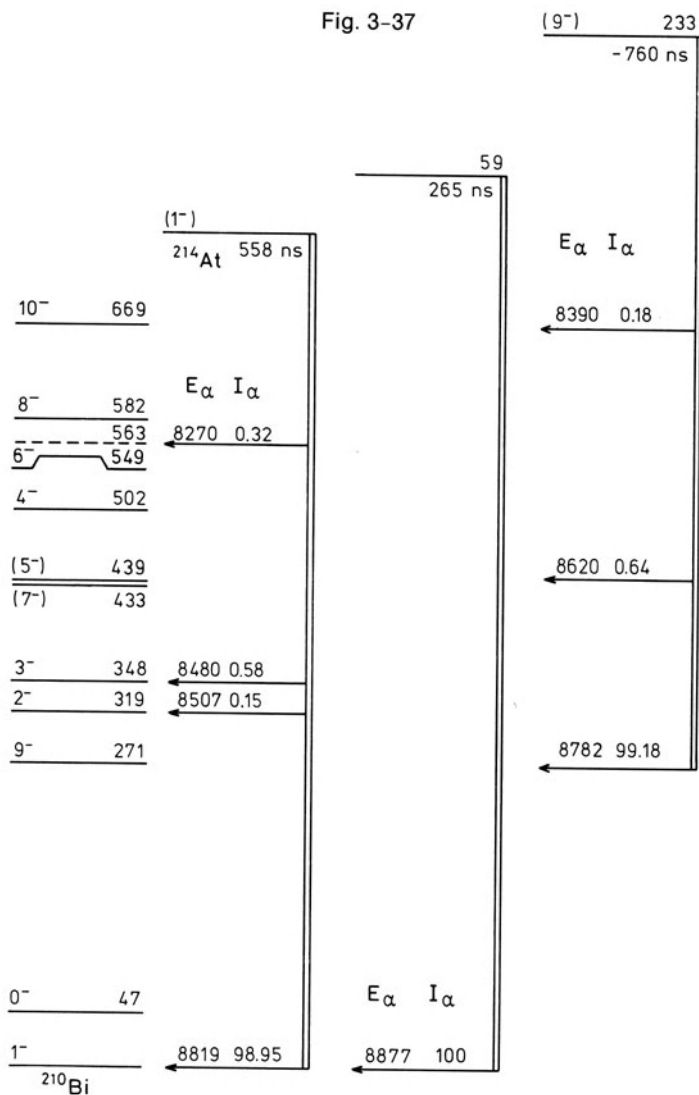 Fig. 3-37
(9⁻) 233
-760 ns
59
265 ns
(1⁻)
²¹⁴At 558 ns
Eα Iα
10⁻ 669
8390 0.18
Eα Iα
8⁻ 582
563
8270 0.32
6⁻ 549
4⁻ 502
(5⁻) 439
8620 0.64
(7⁻) 433
3⁻ 348
8480 0.58
2⁻ 319
8507 0.15
9⁻ 271
8782 99.18
0⁻ 47
Eα Iα
1⁻
8819 98.95
8877 100
²¹⁰Bi